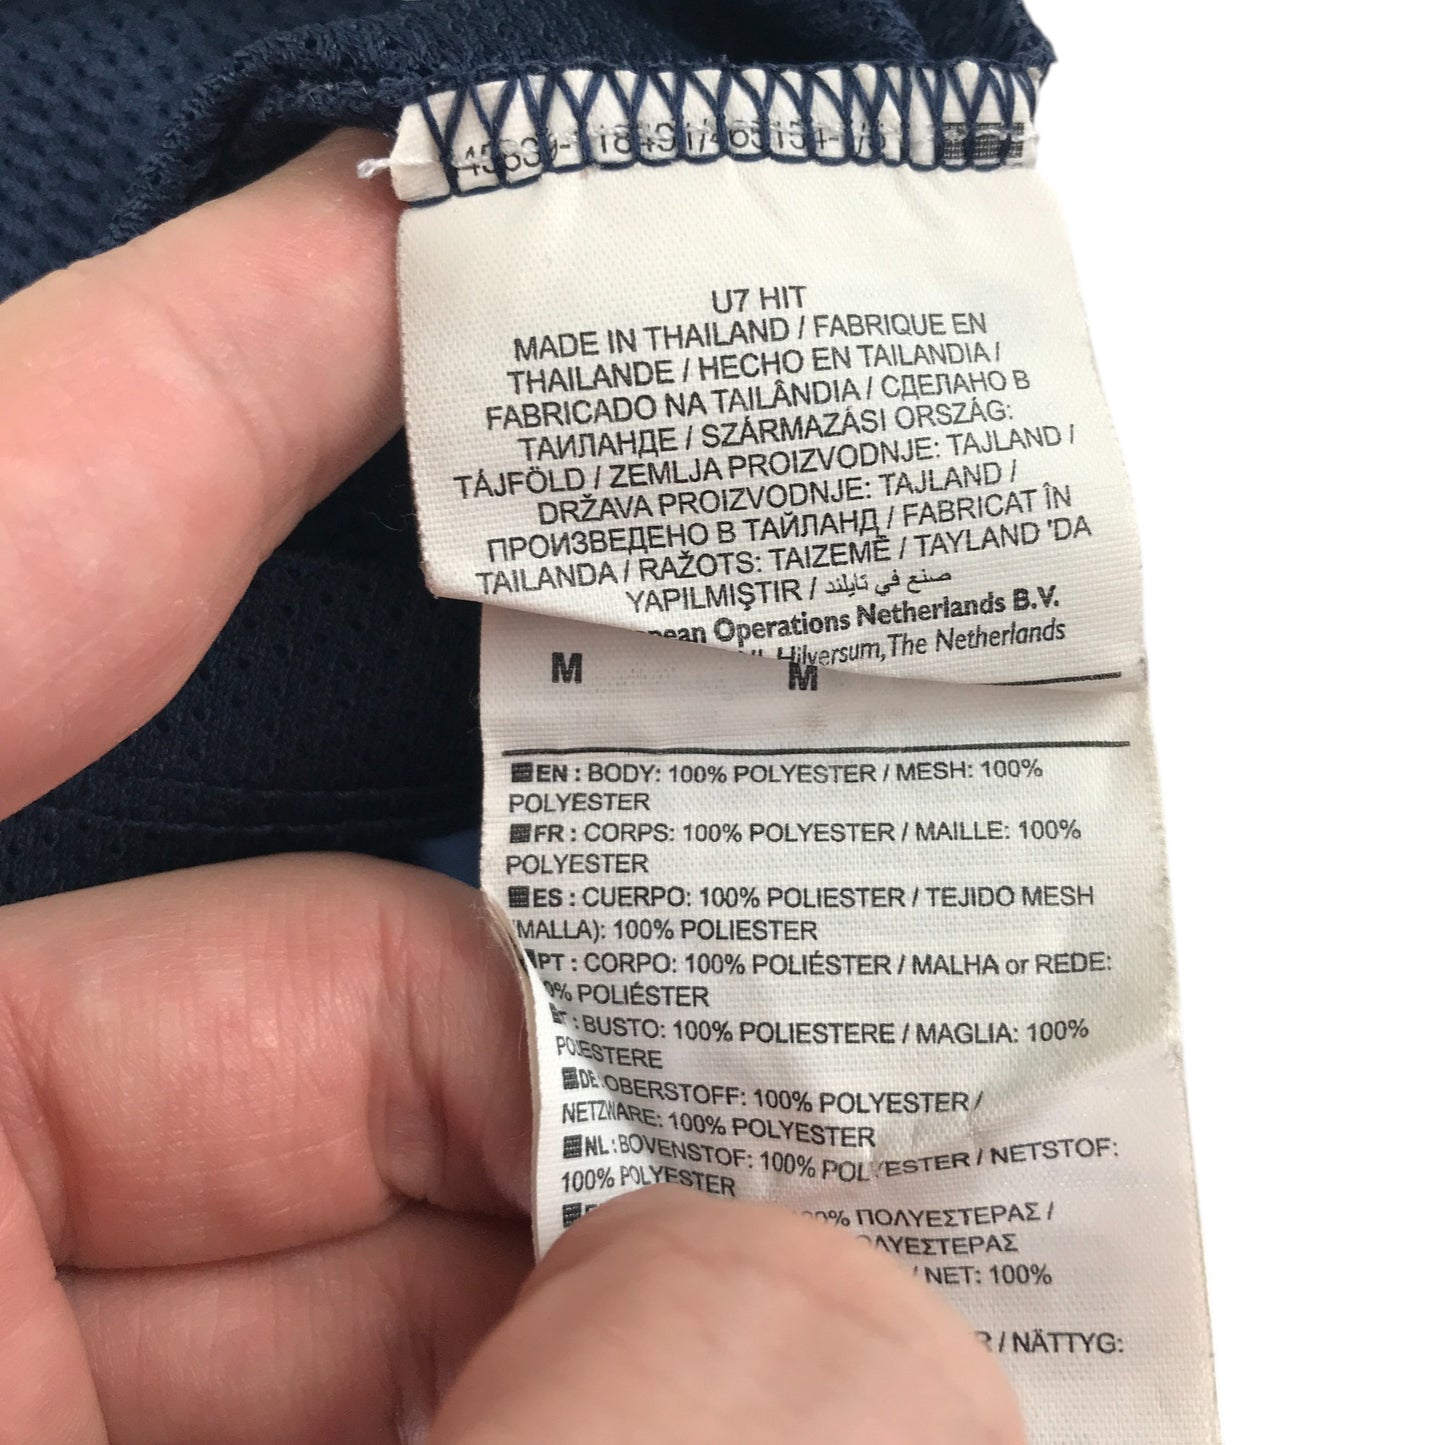 U7 HIT
MADE IN THAILAND / FABRIQUE EN
THAILANDE / HECHO EN TAILANDIA /
FABRICADO NA TAILÂNDIA / СДЕЛАНО В
ТАИЛАНДЕ / SZÁRMAZÁSI ORSZÁG:
TÁJFÖLD / ZEMLJA PROIZVODNJE: TAJLAND /
DRŽAVA PROIZVODNJE: TAJLAND /
ПРОИЗВЕДЕНО В ТАЙЛАНД / FABRICAT ÎN
TAILANDA / RAŽOTS: TAIZEMĒ / TAYLAND 'DA
YAPILMIŞTIR / صنع في تايلند
Operations Netherlands B.V.
Hilversum, The Netherlands
M M
EN : BODY: 100% POLYESTER / MESH: 100%
POLYESTER
FR : CORPS: 100% POLYESTER / MAILLE: 100%
POLYESTER
ES : CUERPO: 100% POLIESTER / TEJIDO MESH
(MALLA): 100% POLIESTER
PT : CORPO: 100% POLIÉSTER / MALHA or REDE:
POLIÉSTER
: BUSTO: 100% POLIESTERE / MAGLIA: 100%
POLIESTERE
DE: OBERSTOFF: 100% POLYESTER /
NETZWARE: 100% POLYESTER
NL: BOVENSTOF: 100% POLYESTER / NETSTOF:
100% POLYESTER
ΠΟΛΥΕΣΤΕΡΑΣ /
/ NET: 100%
/ NÄTTYG: